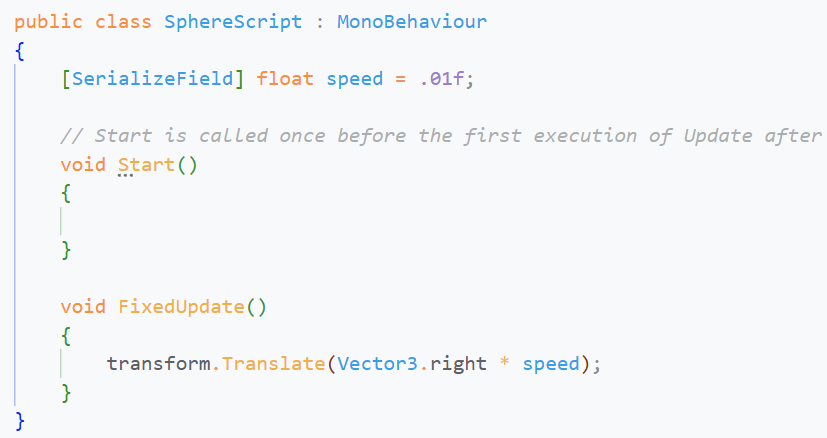 public class SphereScript : MonoBehaviour
{
    [SerializeField] float speed = .01f;

    // Start is called once before the first execution of Update after
    void Start()
    {

    }

    void FixedUpdate()
    {
        transform.Translate(Vector3.right * speed);
    }
}